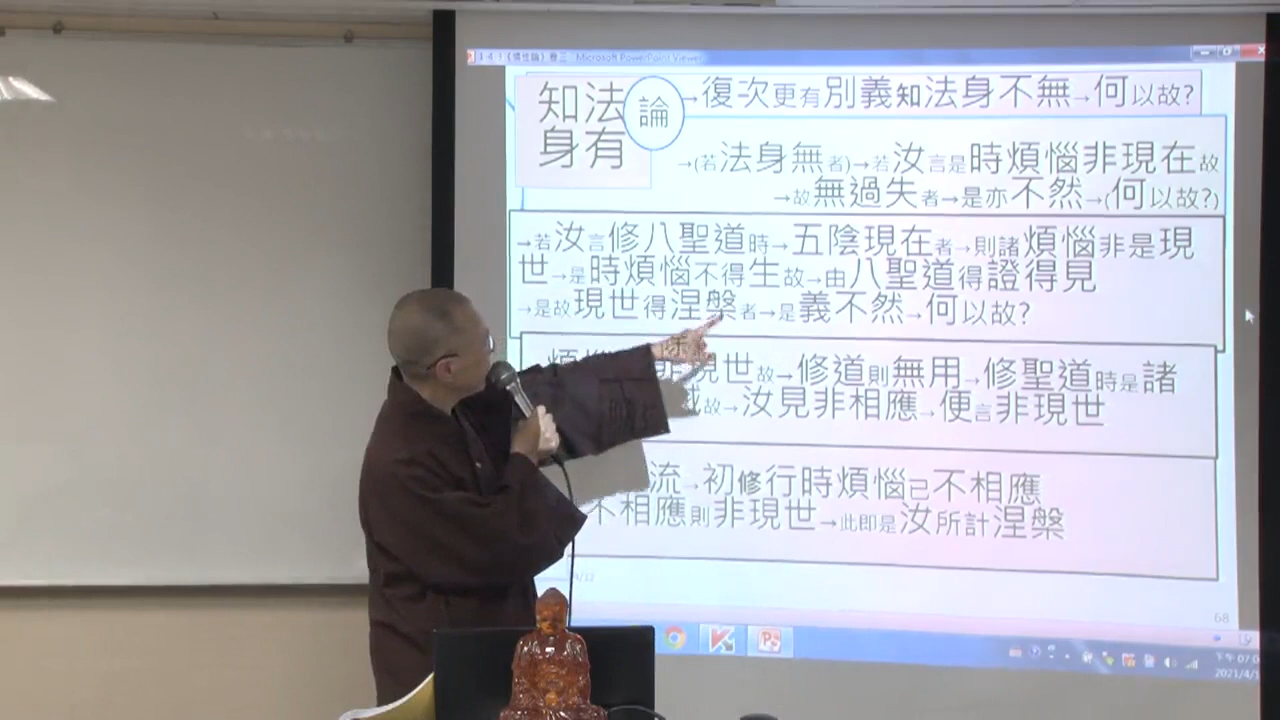 Microsoft PowerPoint Viewer
知法
身有
論
→復次更有別義知法身不無→何以故?
→(若法身無者)→若汝言是時煩惱非現在故
→故無過失者→是亦不然→(何以故?)
→若汝言修八聖道時→五陰現在者→則諸煩惱非是現
世→是時煩惱不得生故→由八聖道得證得見
→是故現世得涅槃者→是義不然→何以故?
非現世故→修道則無用→修聖道時是諸
故→汝見非相應→便言非現世
流→初修行時煩惱已不相應
不相應則非現世→此即是汝所計涅槃
68
2021/4/1